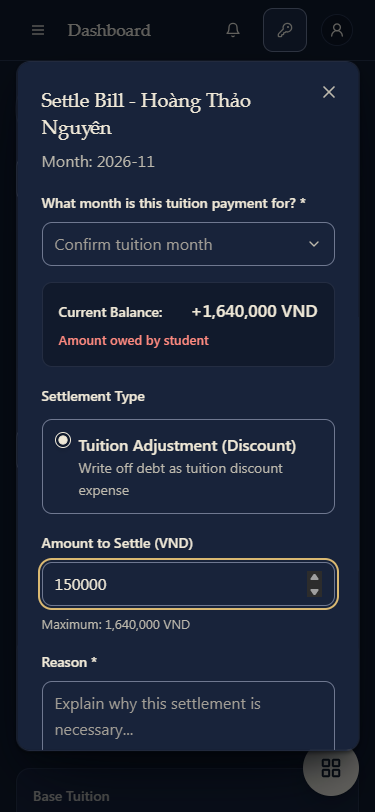 Dashboard
Settle Bill - Hoàng Thảo
Nguyên
Month: 2026-11
What month is this tuition payment for? *
Confirm tuition month
Current Balance: +1,640,000 VND
Amount owed by student
Settlement Type
Tuition Adjustment (Discount)
Write off debt as tuition discount
expense
Amount to Settle (VND)
150000
Maximum: 1,640,000 VND
Reason *
Explain why this settlement is
necessary...
Base Tuition